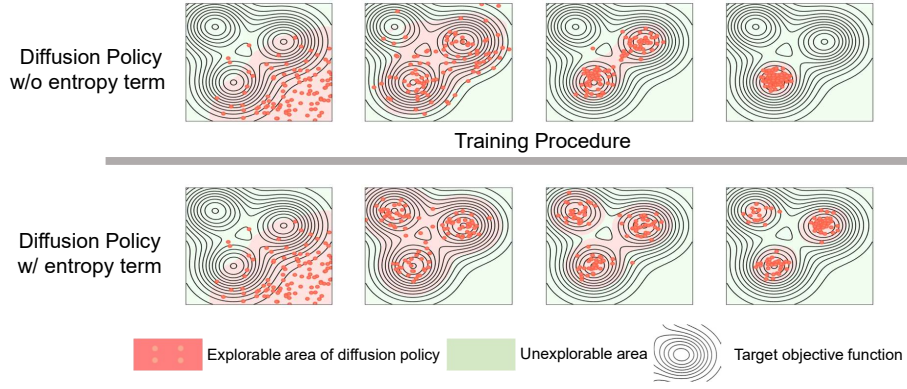 Diffusion Policy
w/o entropy term
Training Procedure
Diffusion Policy
w/ entropy term
Explorable area of diffusion policy
Unexplorable area
Target objective function